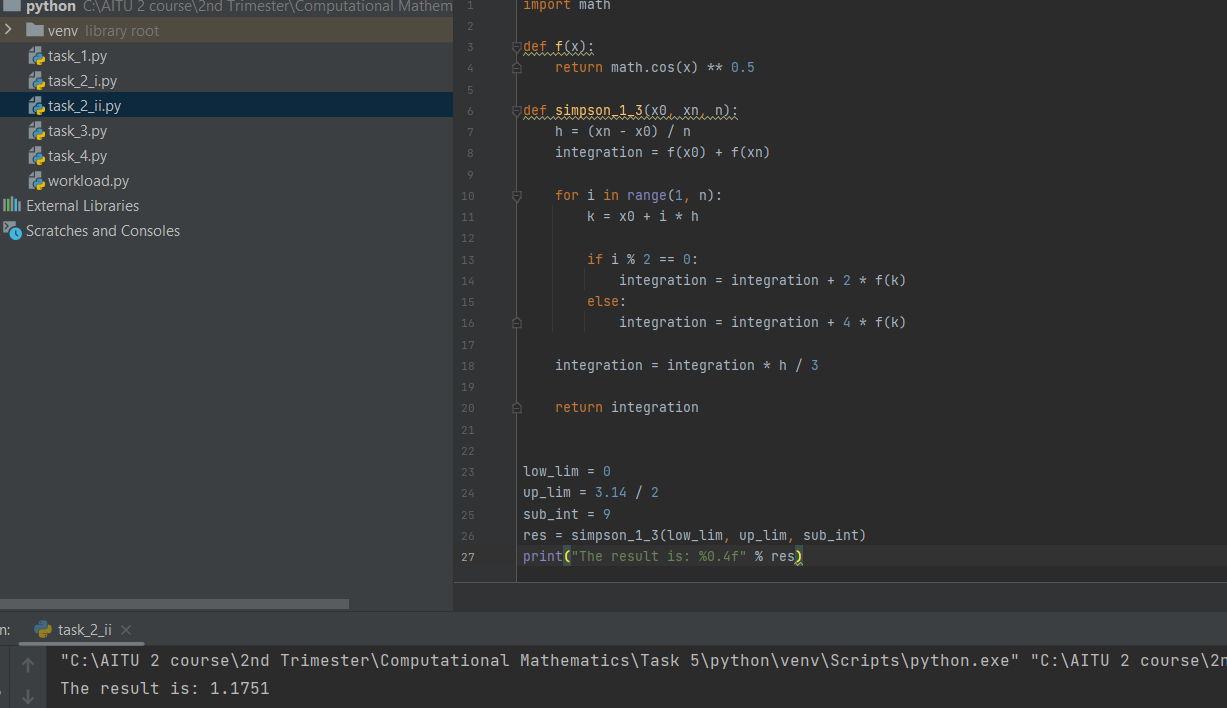 python C:\AITU 2 course\2nd Trimester\Computational Mathem
venv library root
task_1.py
task_2_i.py
task_2_ii.py
task_3.py
task_4.py
workload.py
External Libraries
Scratches and Consoles
1 import math
2
3 def f(x):
4 return math.cos(x) ** 0.5
5
6 def simpson_1_3(x0, xn, n):
7 h = (xn - x0) / n
8 integration = f(x0) + f(xn)
9
10 for i in range(1, n):
11 k = x0 + i * h
12
13 if i % 2 == 0:
14 integration = integration + 2 * f(k)
15 else:
16 integration = integration + 4 * f(k)
17
18 integration = integration * h / 3
19
20 return integration
21
22
23 low_lim = 0
24 up_lim = 3.14 / 2
25 sub_int = 9
26 res = simpson_1_3(low_lim, up_lim, sub_int)
27 print("The result is: %0.4f" % res)
n: task_2_ii
"C:\AITU 2 course\2nd Trimester\Computational Mathematics\Task 5\python\venv\Scripts\python.exe" "C:\AITU 2 course\2n
The result is: 1.1751